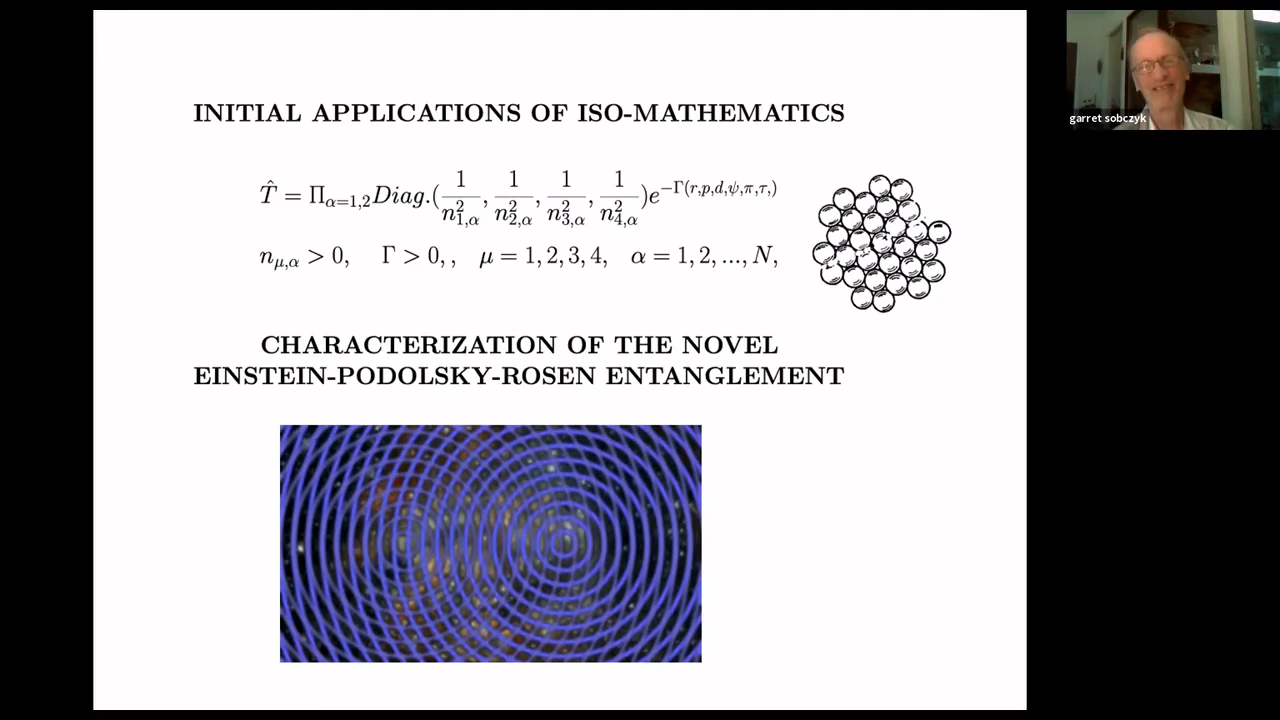 INITIAL APPLICATIONS OF ISO-MATHEMATICS
T̂ = Π_{α=1,2} Diag.(1/n²_{1,α}, 1/n²_{2,α}, 1/n²_{3,α}, 1/n²_{4,α})e^{−Γ(r,p,d,ψ,π,τ,)}
n_{μ,α} > 0, Γ > 0, , μ = 1, 2, 3, 4, α = 1, 2, ..., N,
CHARACTERIZATION OF THE NOVEL
EINSTEIN-PODOLSKY-ROSEN ENTANGLEMENT
garret sobczyk